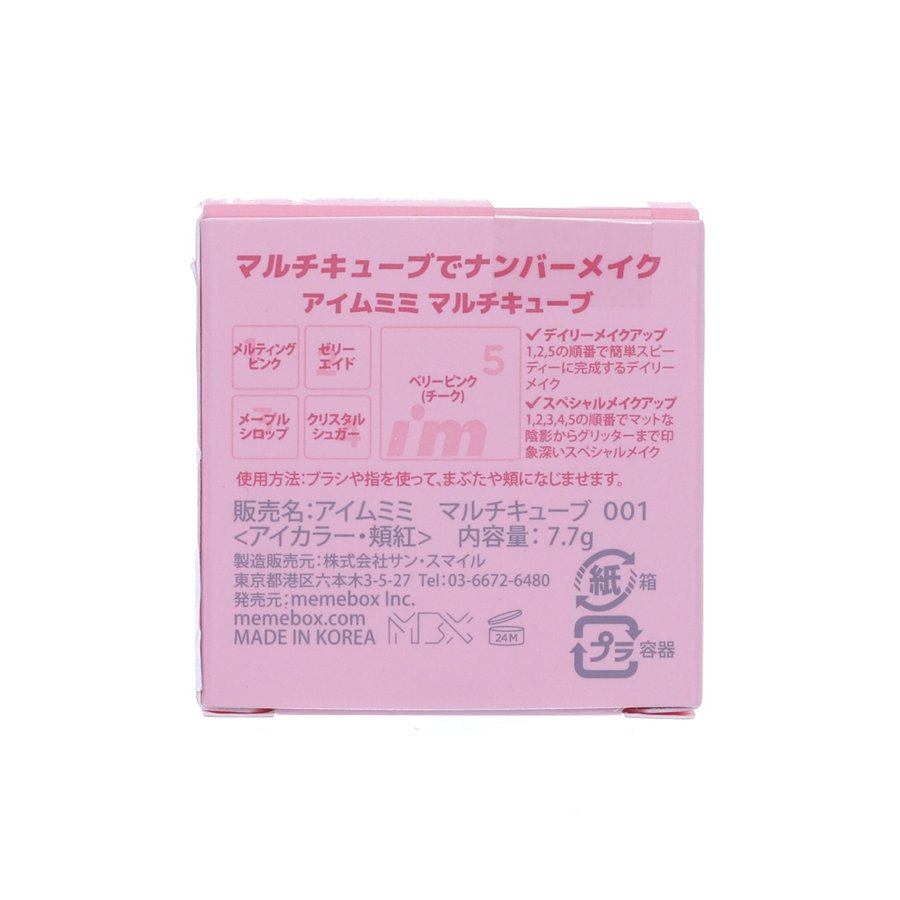 マルチキューブでナンバーメイク
アイムミミ マルチキューブ
1
メルティング
ピンク
2
ゼリー
エイド
3
メープル
シロップ
4
クリスタル
シュガー
5
ベリーピンク
(チーク)
i'm
✓デイリーメイクアップ
1,2,5の順番で簡単スピー
ディーに完成するデイリー
メイク
✓スペシャルメイクアップ
1,2,3,4,5の順番でマットな
陰影からグリッターまで印
象深いスペシャルメイク
使用方法:ブラシや指を使って、まぶたや頬になじませます。
販売名:アイムミミ マルチキューブ 001
<アイカラー・頬紅> 内容量: 7.7g
製造販売元:株式会社サン・スマイル
東京都港区六本木3-5-27 Tel:03-6672-6480
発売元:memebox Inc.
memebox.com
MADE IN KOREA
MBX
24M
紙 箱
プラ 容器